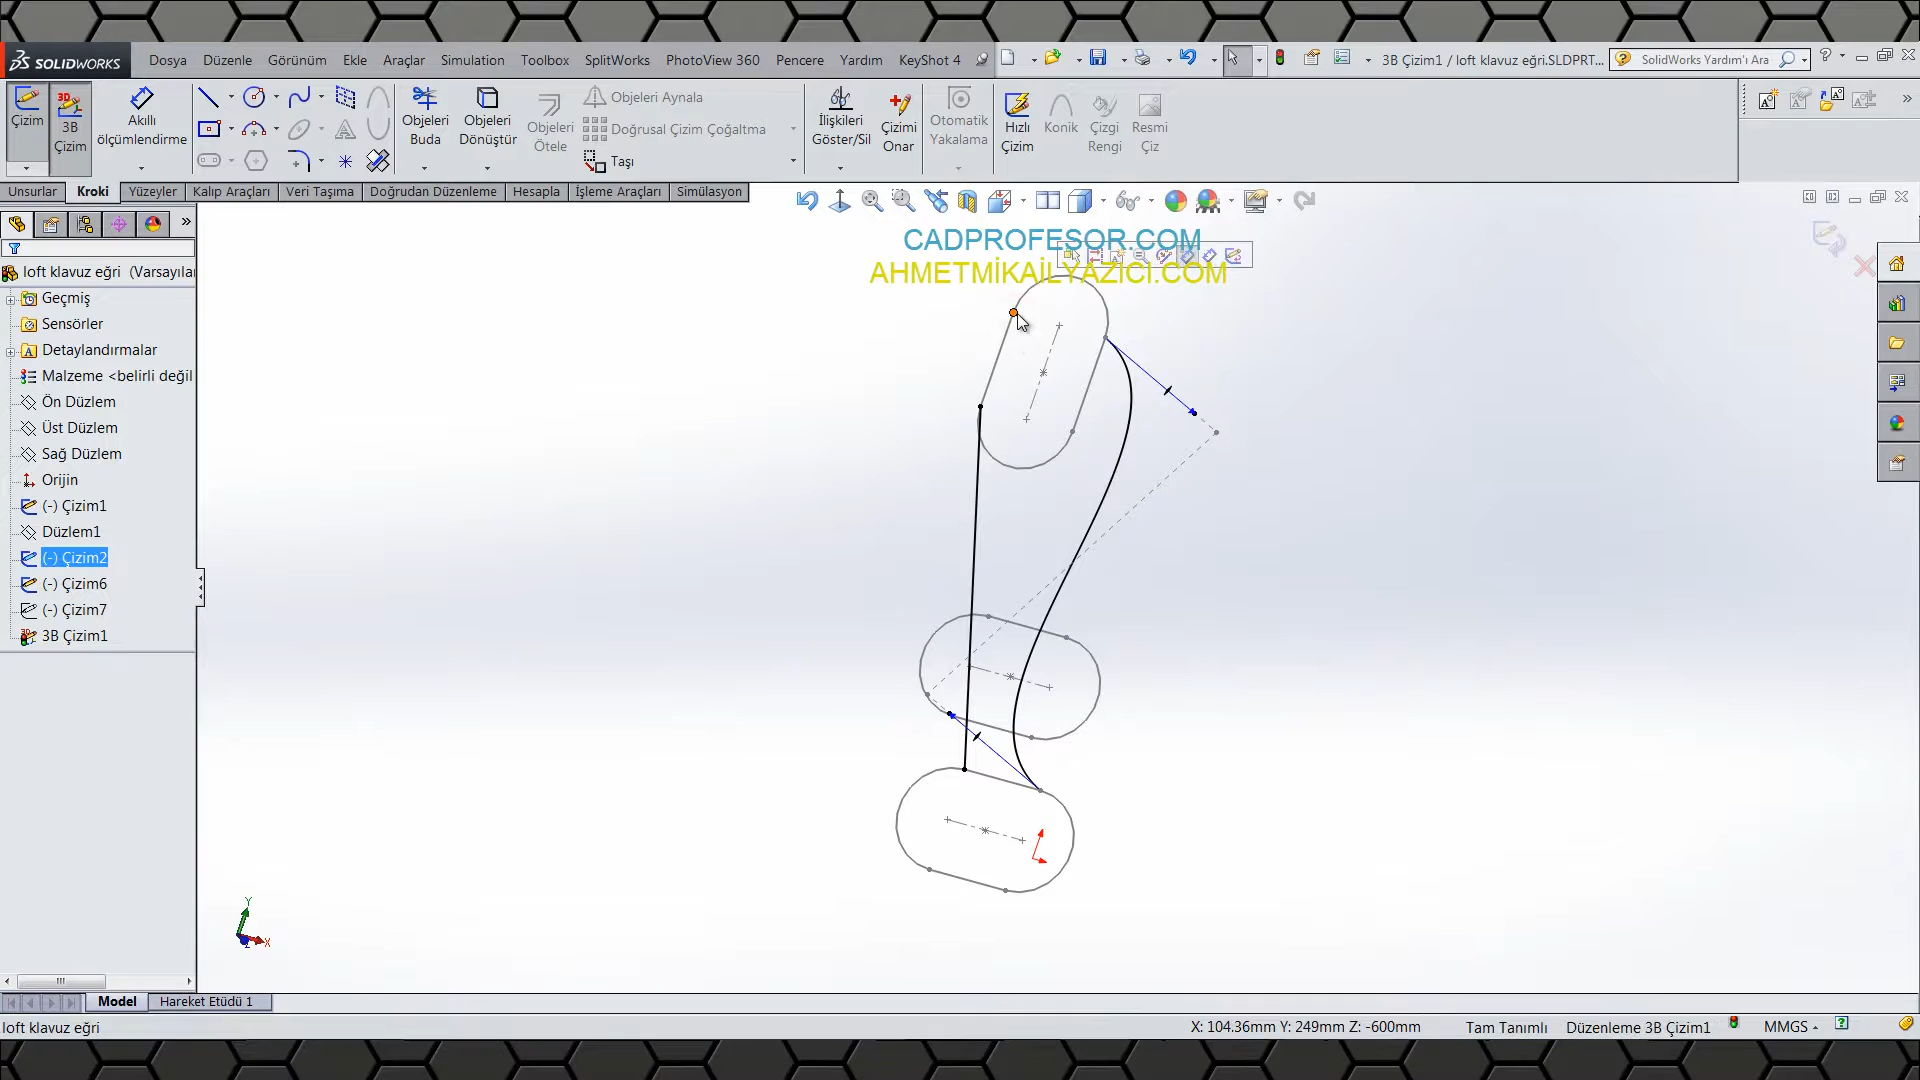 SOLIDWORKS Dosya Düzenle Görünüm Ekle Araçlar Simulation Toolbox SplitWorks PhotoView 360 Pencere Yardım KeyShot 4 3B Çizim1 / loft klavuz eğri.SLDPRT... SolidWorks Yardım'ı Ara
Çizim
3B Çizim
Akıllı ölçümlendirme
Objeleri Buda
Objeleri Dönüştür
Objeleri Ötele
Objeleri Aynala
Doğrusal Çizim Çoğaltma
Taşı
İlişkileri Göster/Sil
Çizimi Onar
Otomatik Yakalama
Hızlı Çizim
Konik
Çizgi Rengi
Resmi Çiz
Unsurlar Kroki Yüzeyler Kalıp Araçları Veri Taşıma Doğrudan Düzenleme Hesapla İşleme Araçları Simülasyon
CADPROFESOR.COM
AHMETMİKAİLYAZICI.COM
loft klavuz eğri (Varsayılar
Geçmiş
Sensörler
Detaylandırmalar
Malzeme <belirli değil
Ön Düzlem
Üst Düzlem
Sağ Düzlem
Orijin
(-) Çizim1
Düzlem1
(-) Çizim2
(-) Çizim6
(-) Çizim7
3B Çizim1
Y
X
Model Hareket Etüdü 1
loft klavuz eğri X: 104.36mm Y: 249mm Z: -600mm Tam Tanımlı Düzenleme 3B Çizim1 MMGS